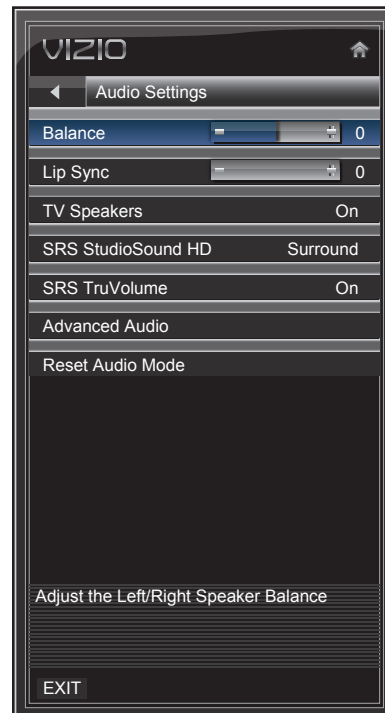 VIZIO
Audio Settings
Balance 0
Lip Sync 0
TV Speakers On
SRS StudioSound HD Surround
SRS TruVolume On
Advanced Audio
Reset Audio Mode
Adjust the Left/Right Speaker Balance
EXIT